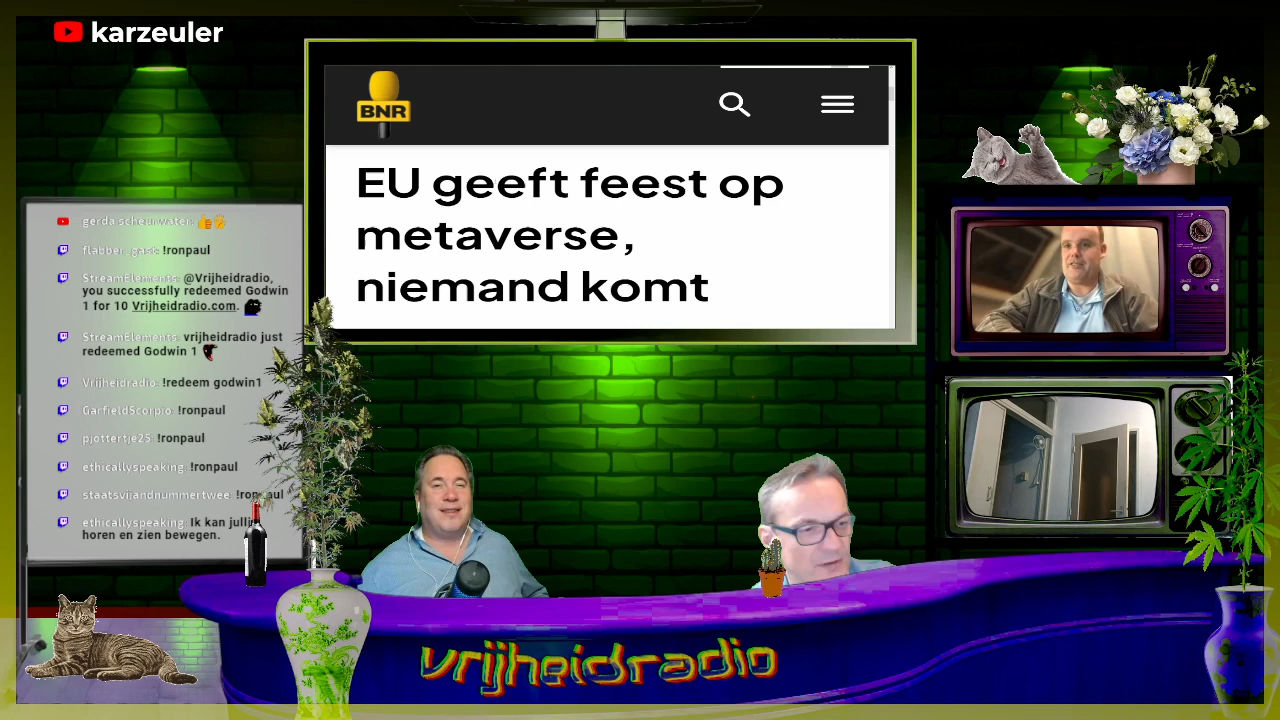 karzeuler
BNR
EU geeft feest op
metaverse,
niemand komt
gerda scheurwater:
flabber_gast: !ronpaul
StreamElements: @Vrijheidradio,
you successfully redeemed Godwin
1 for 10 Vrijheidradio.com.
StreamElements: vrijheidradio just
redeemed Godwin 1
Vrijheidradio: !redeem godwin1
GarfieldScorpio: !ronpaul
pjottertje25: !ronpaul
ethicallyspeaking: !ronpaul
staatsvijandnummertwee:
ethicallyspeaking: Ik kan
horen en zien bewegen.
vrijheidradio